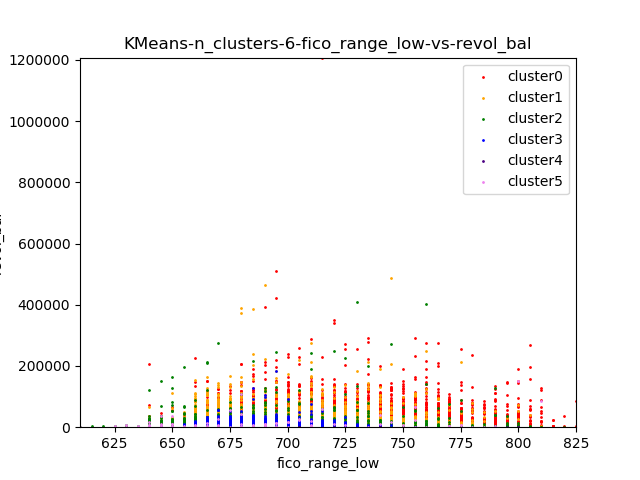 KMeans-n_clusters-6-fico_range_low-vs-revol_bal
1200000
1000000
800000
600000
400000
200000
0
cluster0
cluster1
cluster2
cluster3
cluster4
cluster5
625 650 675 700 725 750 775 800 825
fico_range_low